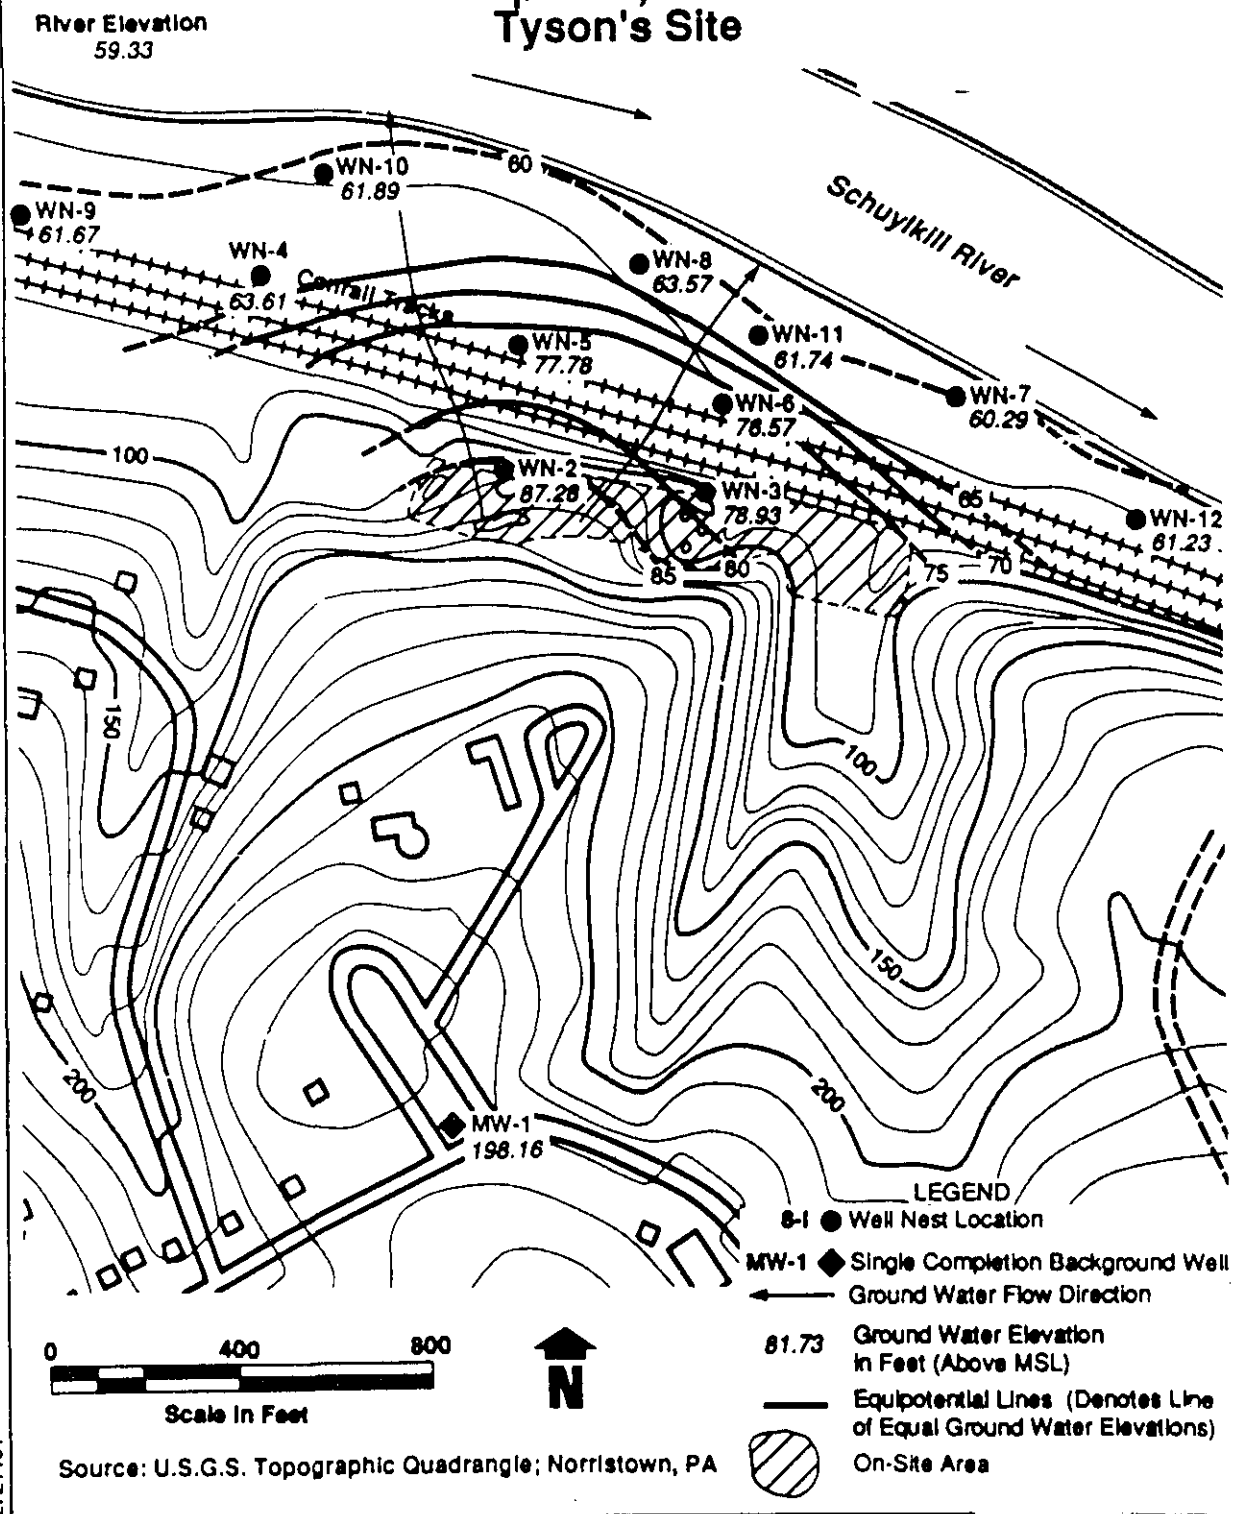 Tyson's Site
River Elevation
59.33
Schuylkill River
WN-10
61.89
60
WN-9
61.67
WN-4
63.61
Conrail Tracks
WN-8
63.57
WN-5
77.78
WN-11
61.74
WN-7
60.29
WN-6
76.57
100
WN-2
87.28
WN-3
78.93
65
WN-12
61.23
85
80
75
70
150
100
150
200
200
MW-1
198.16
LEGEND
8-I Well Nest Location
MW-1 Single Completion Background Well
Ground Water Flow Direction
81.73 Ground Water Elevation
in Feet (Above MSL)
Equipotential Lines (Denotes Line
of Equal Ground Water Elevations)
On-Site Area
0 400 800
Scale in Feet
N
Source: U.S.G.S. Topographic Quadrangle; Norristown, PA